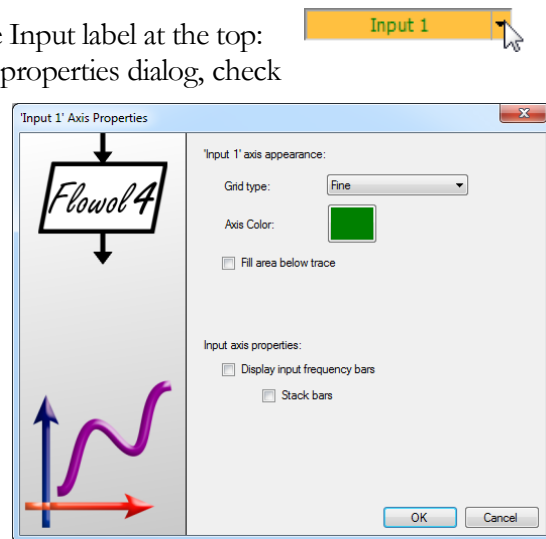 e Input label at the top:
Input 1
properties dialog, check
'Input 1' Axis Properties
Flowol 4
'Input 1' axis appearance:
Grid type:
Fine
Axis Color:
Fill area below trace
Input axis properties:
Display input frequency bars
Stack bars
OK
Cancel